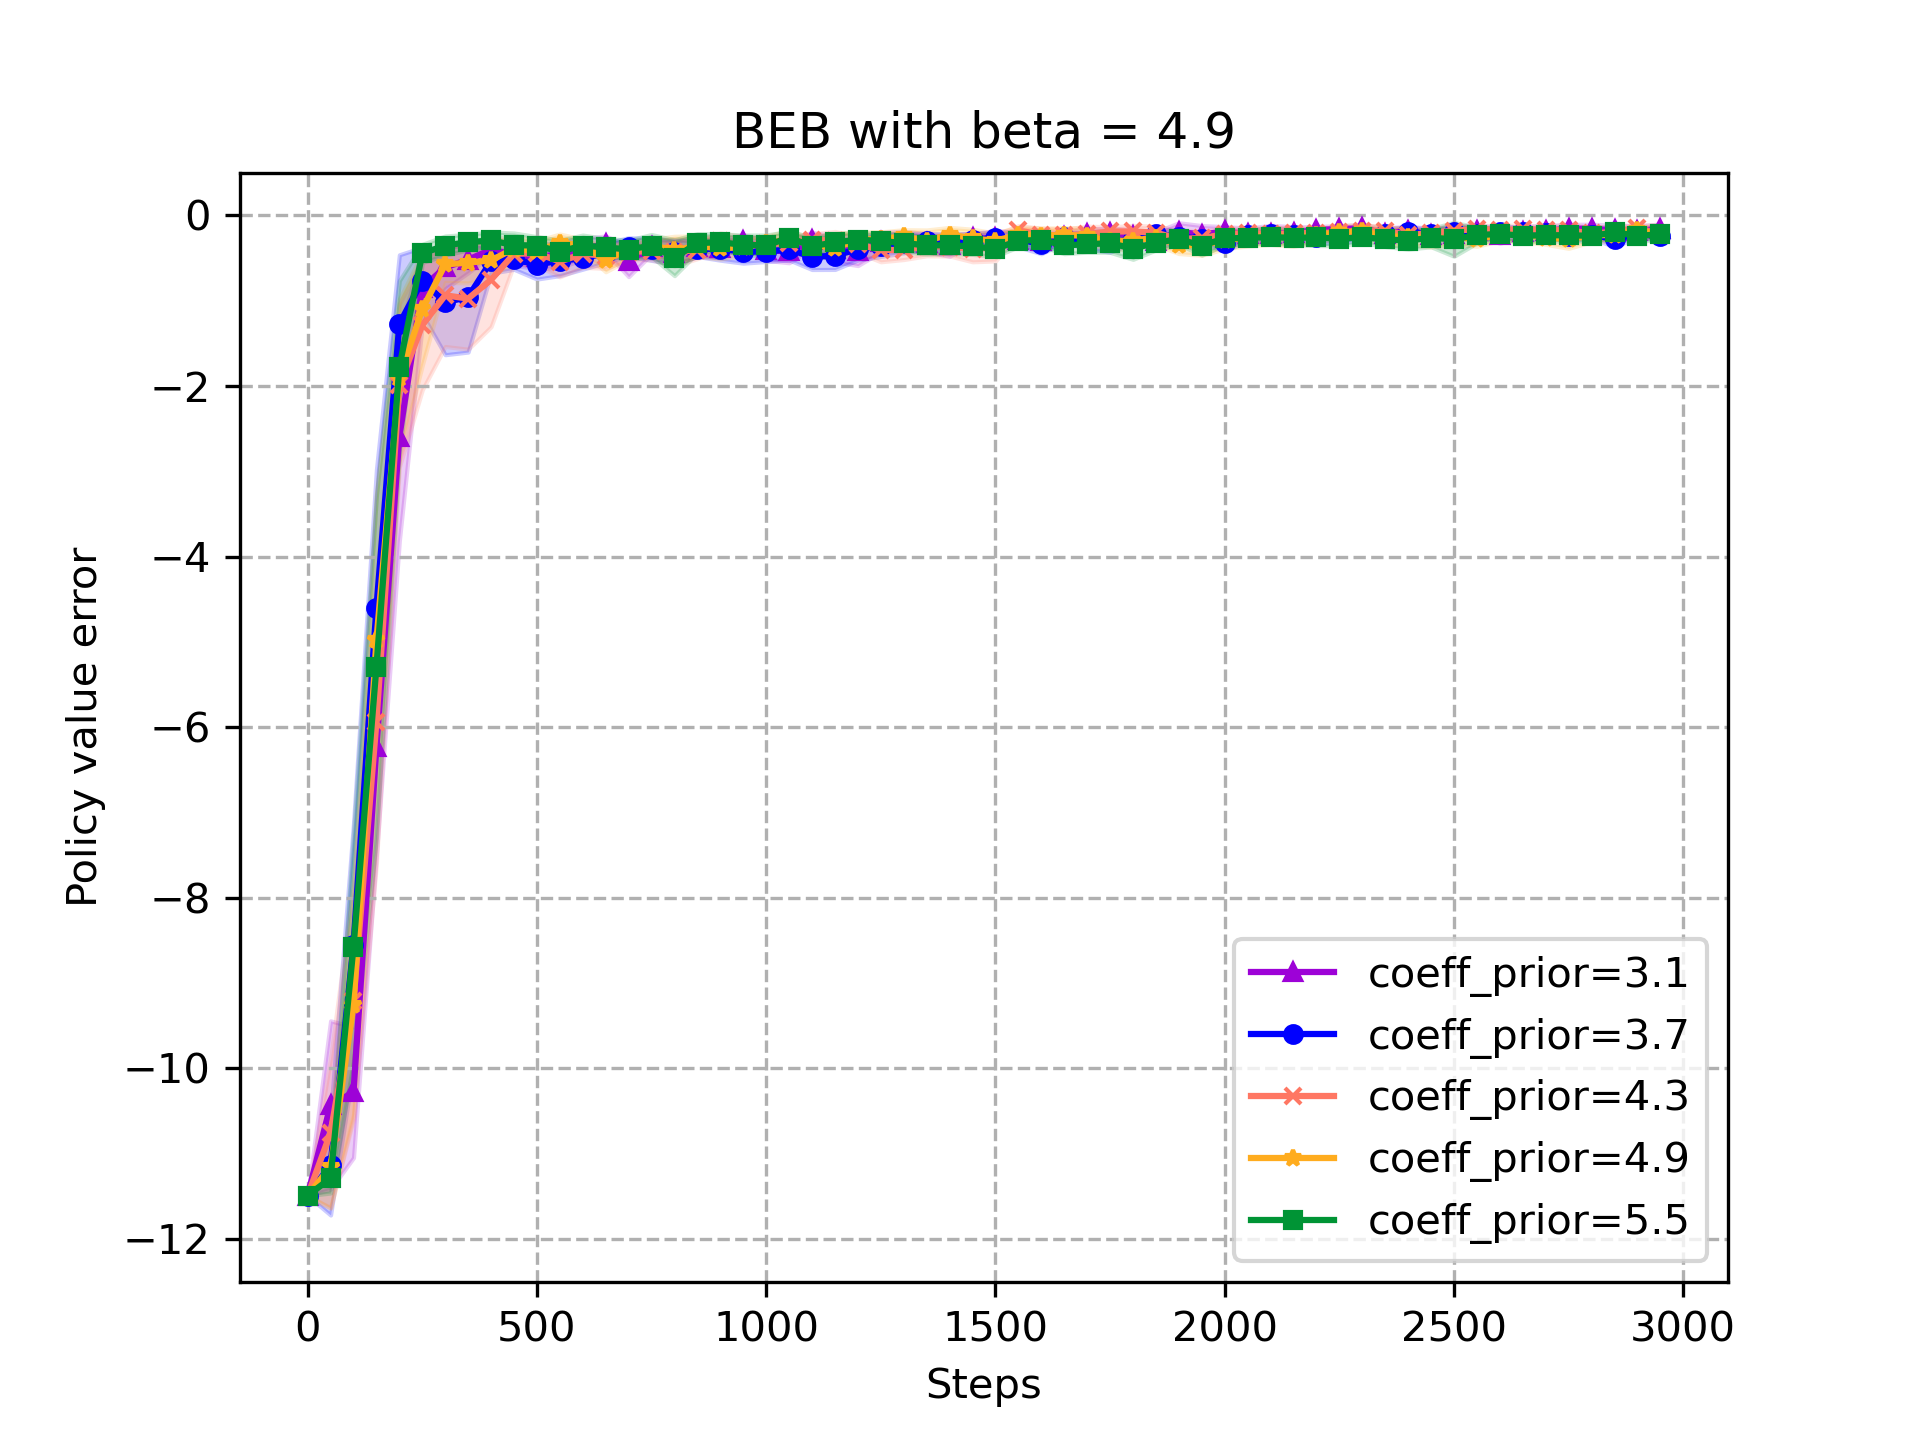 BEB with beta = 4.9
Policy value error
0
−2
−4
−6
−8
−10
−12
coeff_prior=3.1
coeff_prior=3.7
coeff_prior=4.3
coeff_prior=4.9
coeff_prior=5.5
0 500 1000 1500 2000 2500 3000
Steps